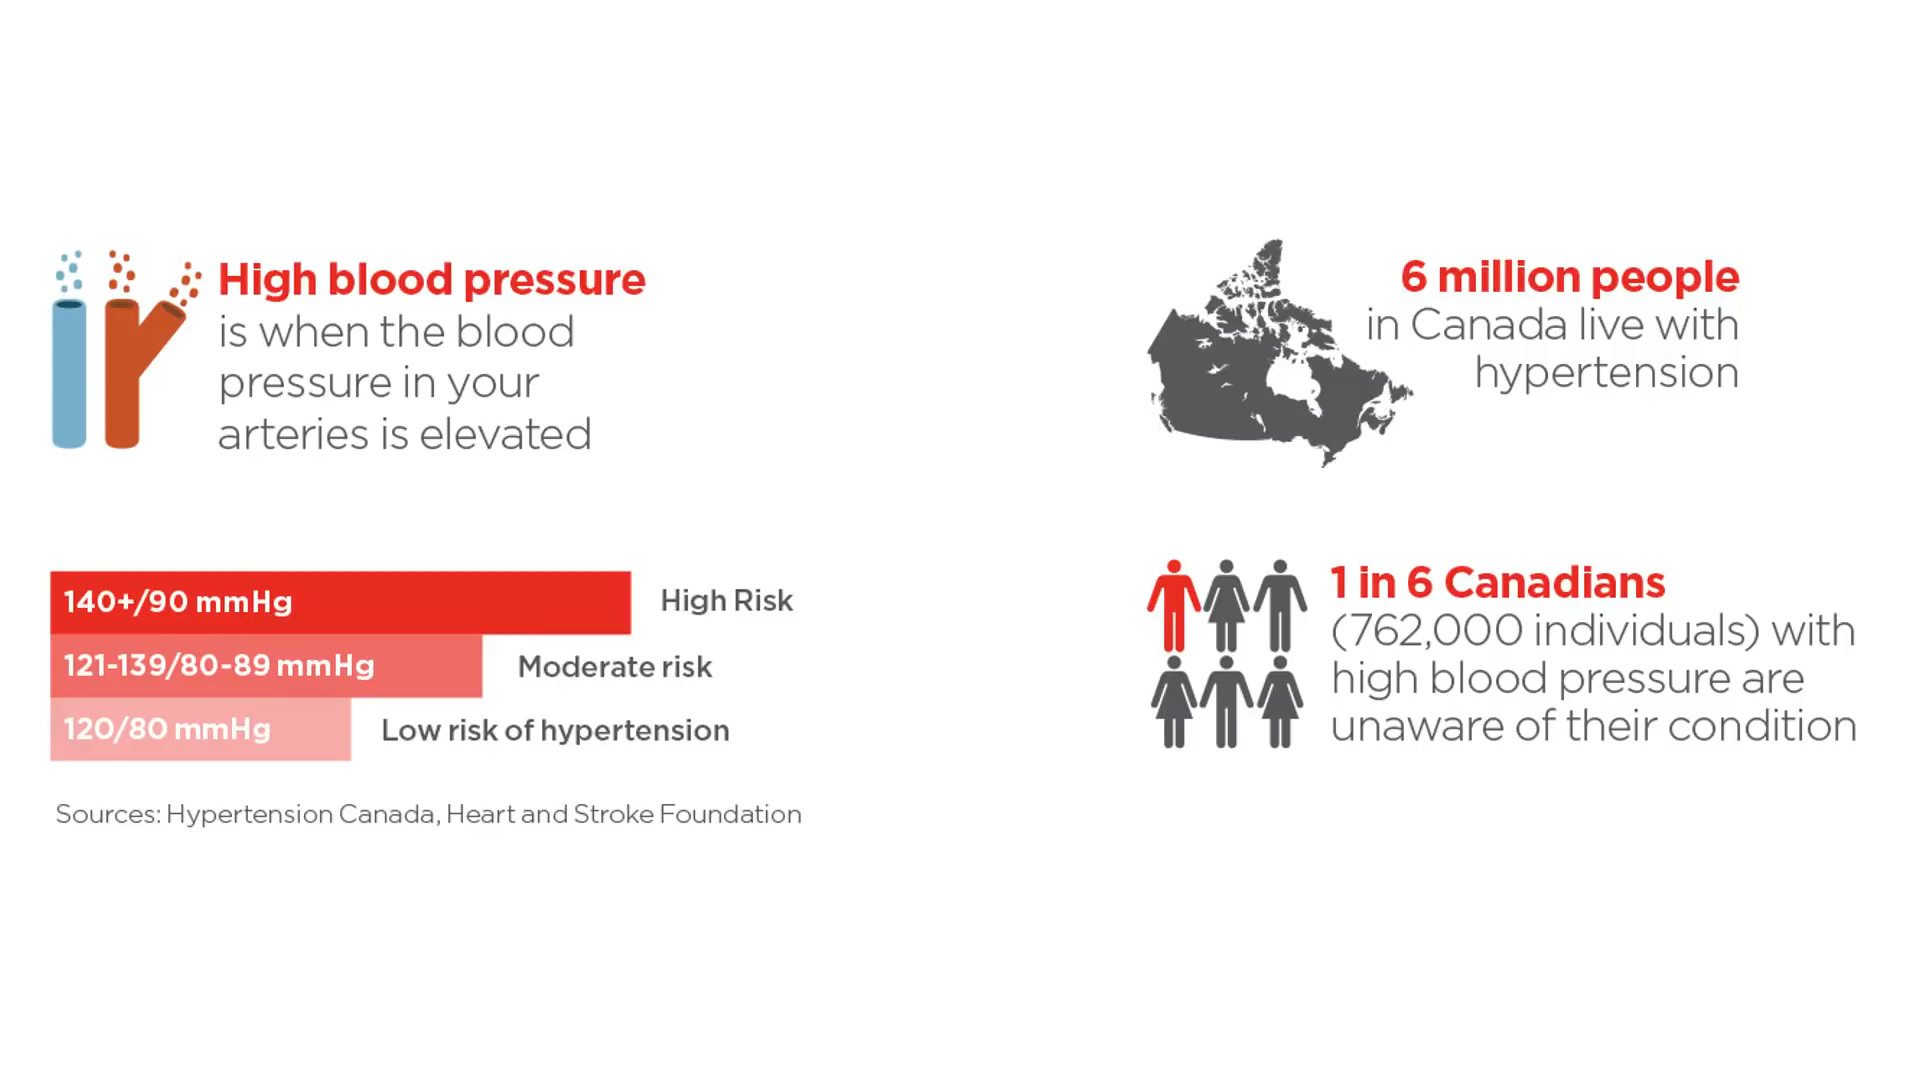 High blood pressure
is when the blood
pressure in your
arteries is elevated
140+/90 mmHg
High Risk
121-139/80-89 mmHg
Moderate risk
120/80 mmHg
Low risk of hypertension
Sources: Hypertension Canada, Heart and Stroke Foundation
6 million people
in Canada live with
hypertension
1 in 6 Canadians
(762,000 individuals) with
high blood pressure are
unaware of their condition